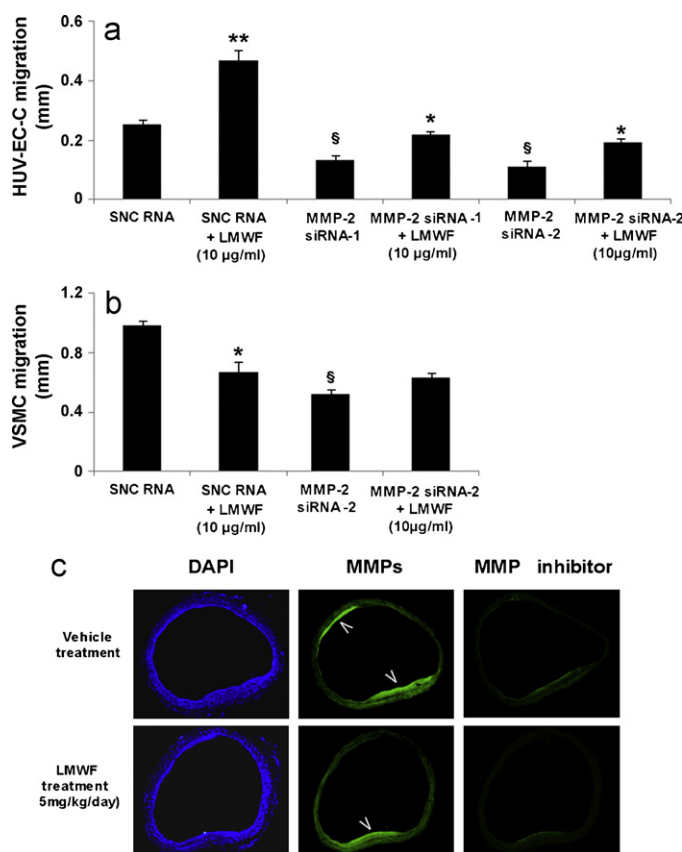 a
HUV-EC-C migration
(mm)
0.6
0.4
0.2
0
**
§
*
§
*
SNC RNA
SNC RNA
+ LMWF
(10 µg/ml)
MMP-2
siRNA-1
MMP-2 siRNA-1
+ LMWF
(10 µg/ml)
MMP-2
siRNA-2
MMP-2 siRNA-2
+ LMWF
(10µg/ml)
b
VSMC migration
(mm)
1.2
0.8
0.4
0
*
§
SNC RNA
SNC RNA
+ LMWF
(10 µg/ml)
MMP-2
siRNA-2
MMP-2 siRNA-2
+ LMWF
(10µg/ml)
c
DAPI
MMPs
MMP inhibitor
Vehicle
treatment
LMWF
treatment
5mg/kg/day)